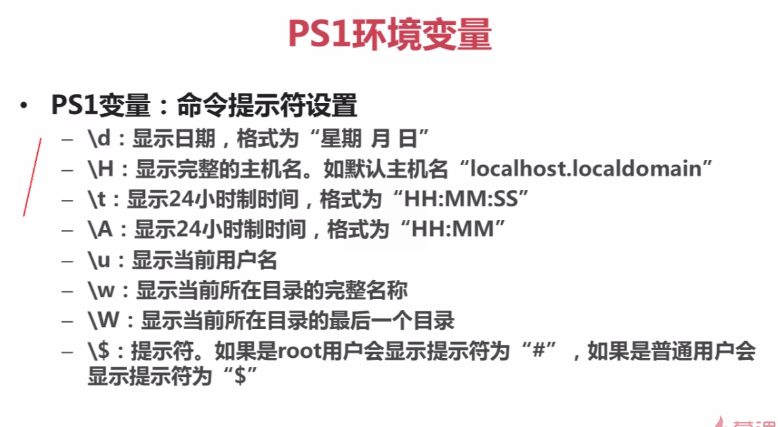 PS1环境变量
• PS1变量：命令提示符设置
– \d：显示日期，格式为“星期 月 日”
– \H：显示完整的主机名。如默认主机名“localhost.localdomain”
– \t：显示24小时制时间，格式为“HH:MM:SS”
– \A：显示24小时制时间，格式为“HH:MM”
– \u：显示当前用户名
– \w：显示当前所在目录的完整名称
– \W：显示当前所在目录的最后一个目录
– \$：提示符。如果是root用户会显示提示符为“#”，如果是普通用户会
显示提示符为“$”